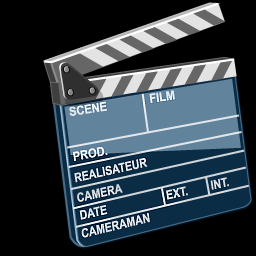 SCENE FILM
PROD.
REALISATEUR
CAMERA
DATE EXT. INT.
CAMERAMAN